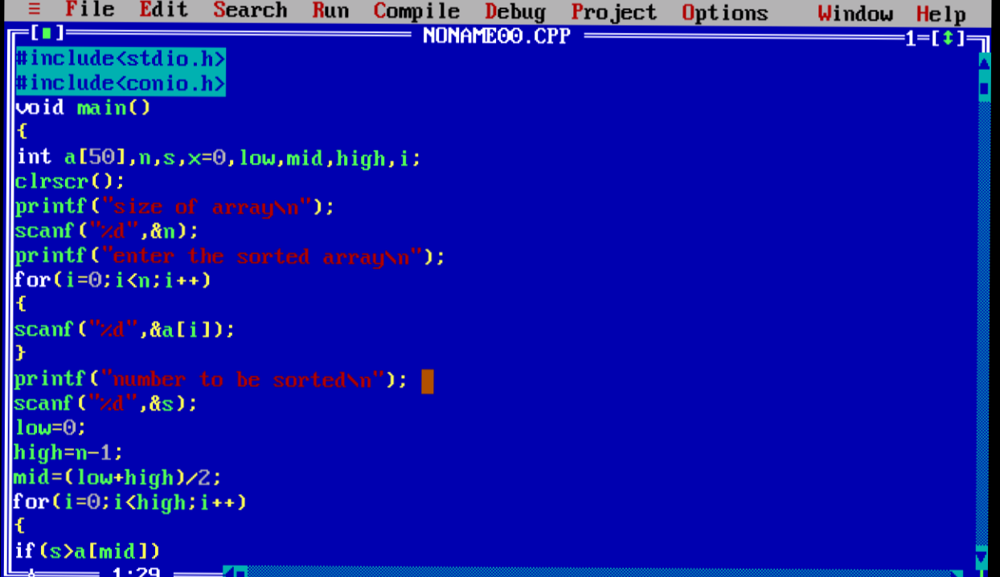 ≡ File Edit Search Run Compile Debug Project Options Window Help
[■] NONAME00.CPP 1=[↕]
#include<stdio.h>
#include<conio.h>
void main()
{
int a[50],n,s,x=0,low,mid,high,i;
clrscr();
printf("size of array\n");
scanf("%d",&n);
printf("enter the sorted array\n");
for(i=0;i<n;i++)
{
scanf("%d",&a[i]);
}
printf("number to be sorted\n");
scanf("%d",&s);
low=0;
high=n-1;
mid=(low+high)/2;
for(i=0;i<high;i++)
{
if(s>a[mid])
1:29